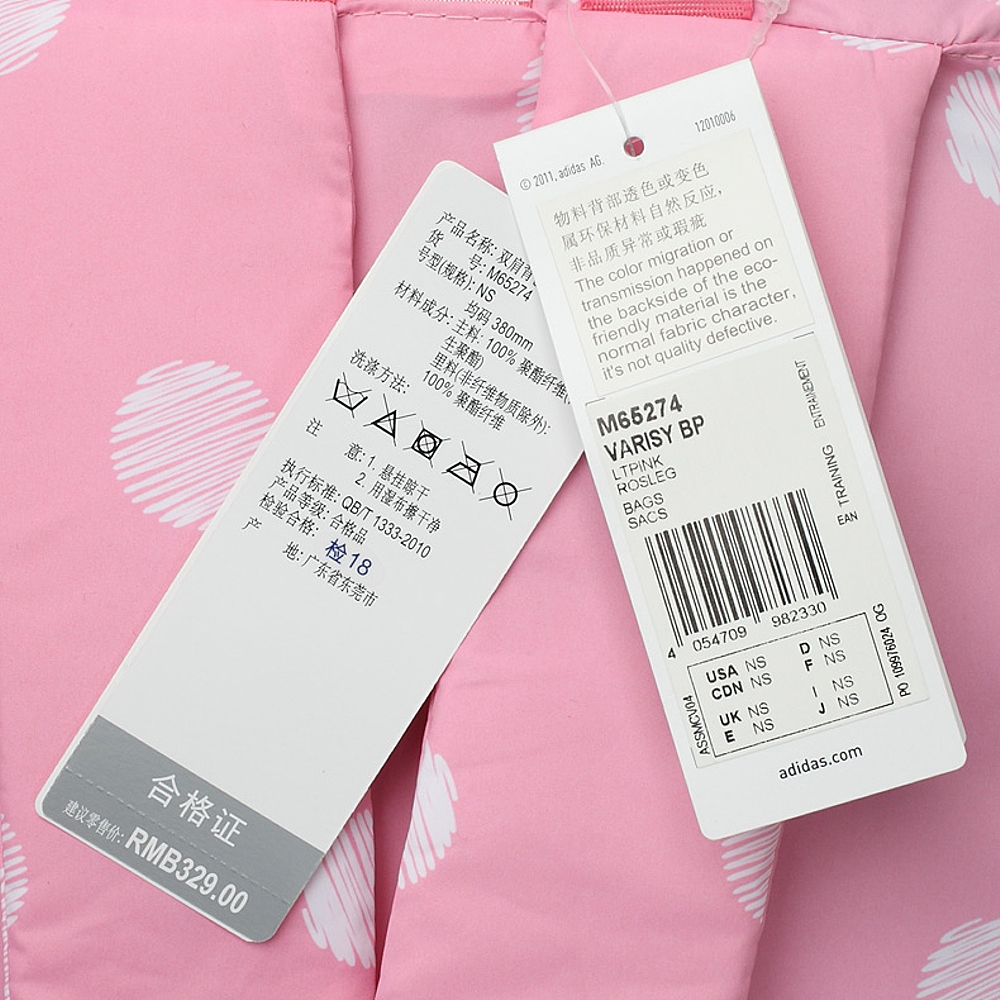 产品名称: 双肩背
货 号: M65274
号型(规格): NS
均码 380mm
材料成分: 主料: 100% 聚酯纤维(
生聚酯)
里料(非纤维物质除外):
100% 聚酯纤维
洗涤方法:
注 意: 1. 悬挂晾干
2. 用湿布擦干净
执行标准: QB/T 1333-2010
产品等级: 合格品
检验合格: 检18
产 地: 广东省东莞市
合格证
建议零售价: RMB329.00
© 2011, adidas AG.
12010006
物料背部透色或变色
属环保材料自然反应,
非品质异常或瑕疵
The color migration or
transmission happened on
the backside of the eco-
friendly material is the
normal fabric character,
it's not quality defective.
M65274
VARISY BP
LTPINK
ROSLEG
BAGS
SACS
EAN TRAINING ENTRAINEMENT
4 054709 982330
USA NS D NS
CDN NS F NS
UK NS I NS
E NS J NS
ASSMCV04
PO 109976024 OG
adidas.com